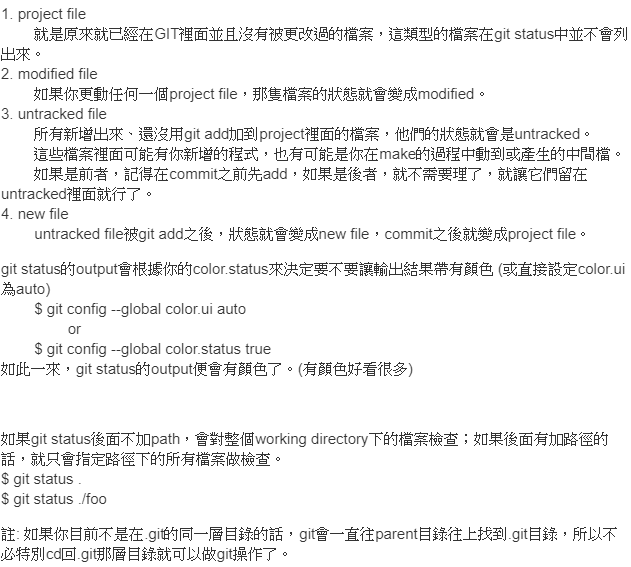 1. project file
就是原來就已經在GIT裡面並且沒有被更改過的檔案，這類型的檔案在git status中並不會列
出來。
2. modified file
如果你更動任何一個project file，那隻檔案的狀態就會變成modified。
3. untracked file
所有新增出來、還沒用git add加到project裡面的檔案，他們的狀態就會是untracked。
這些檔案裡面可能有你新增的程式，也有可能是你在make的過程中動到或產生的中間檔。
如果是前者，記得在commit之前先add，如果是後者，就不需要理了，就讓它們留在
untracked裡面就行了。
4. new file
untracked file被git add之後，狀態就會變成new file，commit之後就變成project file。
git status的output會根據你的color.status來決定要不要讓輸出結果帶有顏色 (或直接設定color.ui
為auto)
$ git config --global color.ui auto
or
$ git config --global color.status true
如此一來，git status的output便會有顏色了。(有顏色好看很多)
如果git status後面不加path，會對整個working directory下的檔案檢查；如果後面有加路徑的
話，就只會指定路徑下的所有檔案做檢查。
$ git status .
$ git status ./foo
註: 如果你目前不是在.git的同一層目錄的話，git會一直往parent目錄往上找到.git目錄，所以不
必特別cd回.git那層目錄就可以做git操作了。